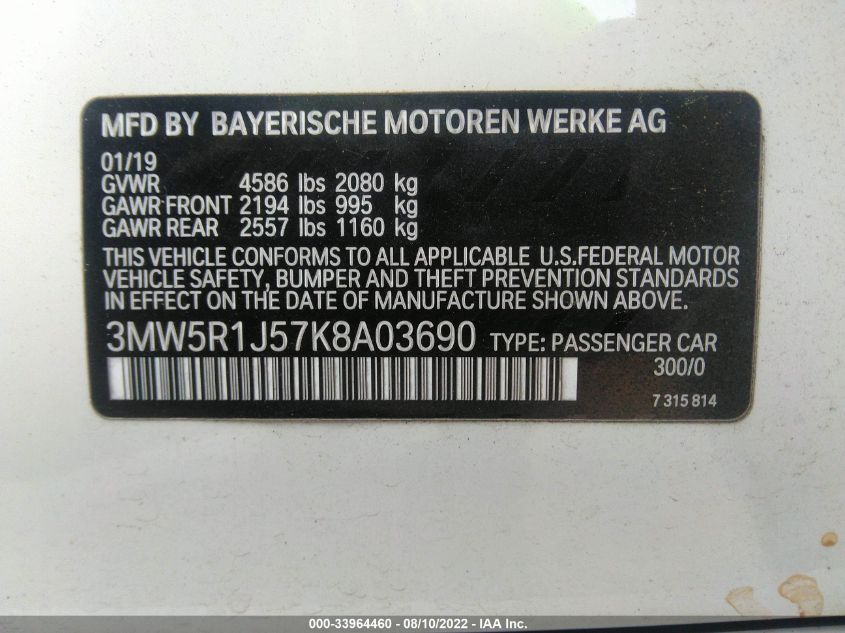 MFD BY BAYERISCHE MOTOREN WERKE AG
01/19
GVWR 4586 lbs 2080 kg
GAWR FRONT 2194 lbs 995 kg
GAWR REAR 2557 lbs 1160 kg
THIS VEHICLE CONFORMS TO ALL APPLICABLE U.S.FEDERAL MOTOR
VEHICLE SAFETY, BUMPER AND THEFT PREVENTION STANDARDS
IN EFFECT ON THE DATE OF MANUFACTURE SHOWN ABOVE.
3MW5R1J57K8A03690 TYPE: PASSENGER CAR
300/0
7 315 814
000-33964460 - 08/10/2022 - IAA Inc.